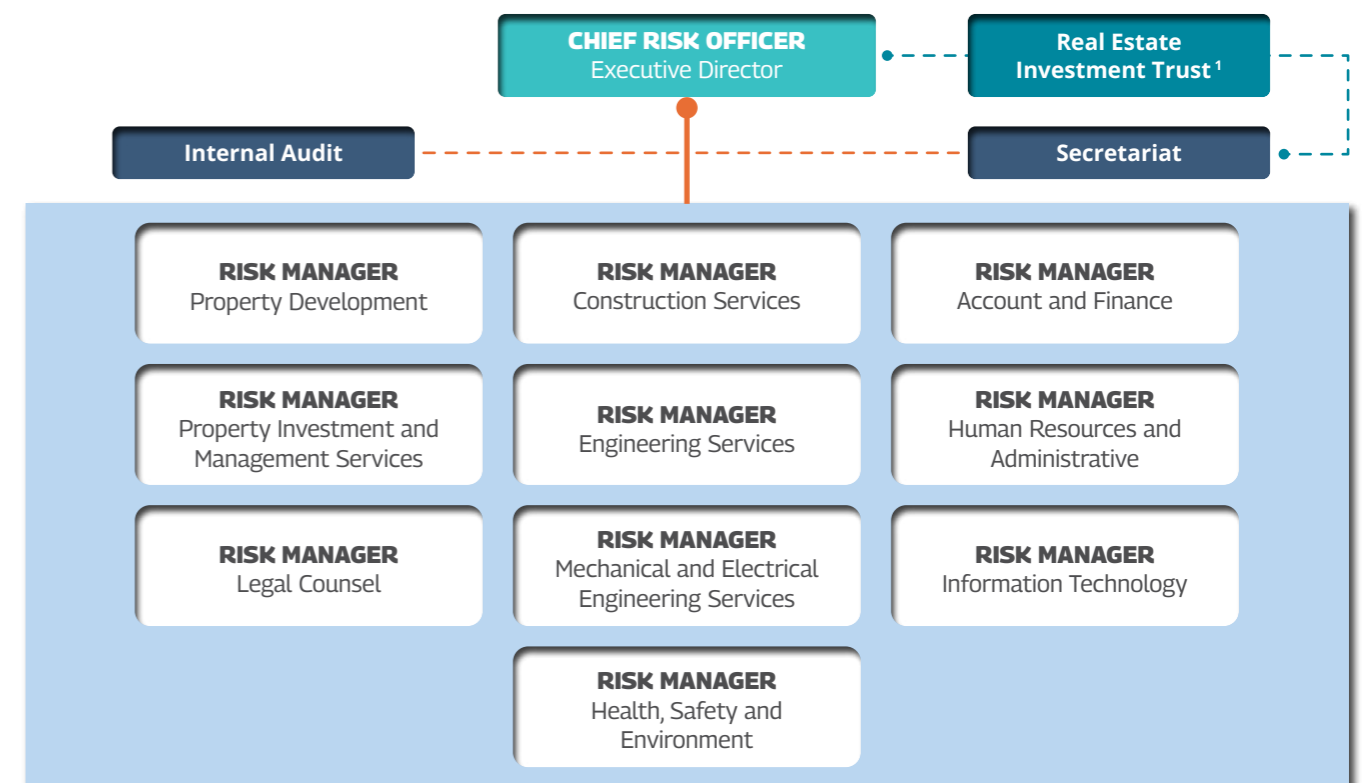 CHIEF RISK OFFICER
Executive Director
Real Estate
Investment Trust 1
Internal Audit
Secretariat
RISK MANAGER
Property Development
RISK MANAGER
Construction Services
RISK MANAGER
Account and Finance
RISK MANAGER
Property Investment and
Management Services
RISK MANAGER
Engineering Services
RISK MANAGER
Human Resources and
Administrative
RISK MANAGER
Legal Counsel
RISK MANAGER
Mechanical and Electrical
Engineering Services
RISK MANAGER
Information Technology
RISK MANAGER
Health, Safety and
Environment